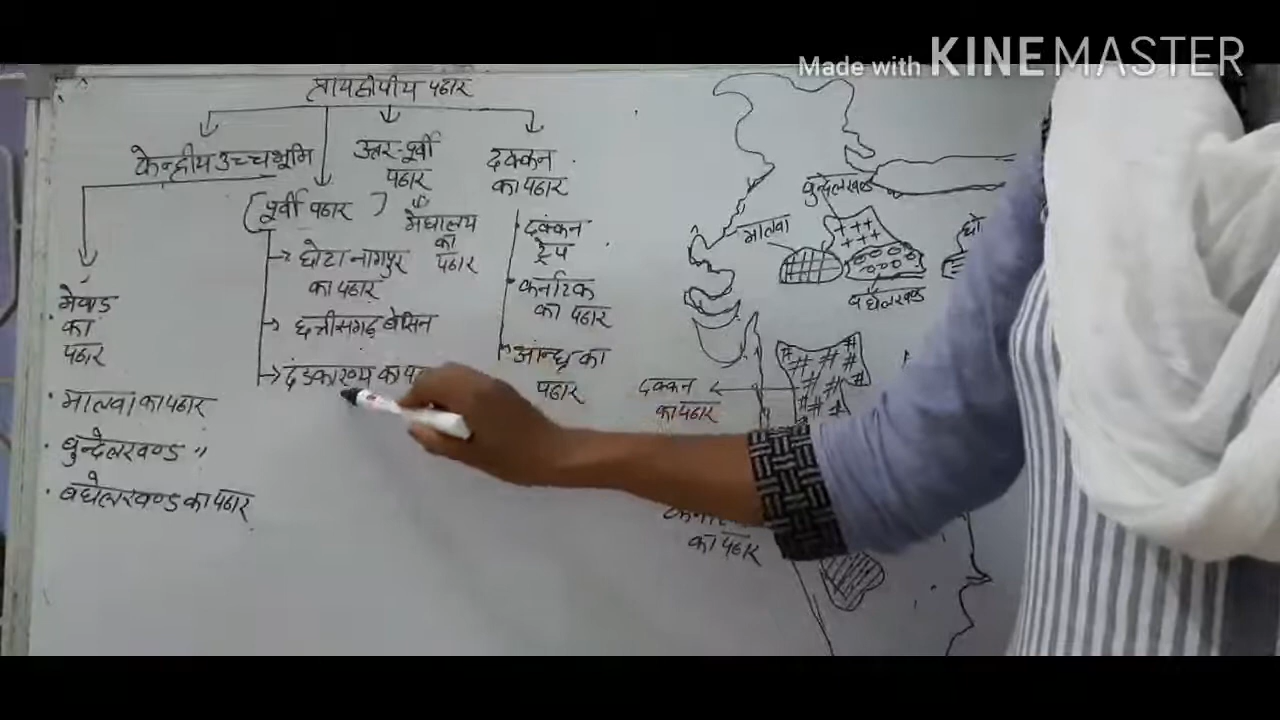 Made with KINEMASTER
प्रायद्वीपीय पठार
केन्द्रीय उच्च भूमि
उत्तर-पूर्वी
पठार
दक्कन
का पठार
(पूर्वी पठार)
मेघालय
का
पठार
→ छोटा नागपुर
का पठार
→ छत्तीसगढ़ बेसिन
→ दंडकारण्य का
• दक्कन
ट्रेप
• कर्नाटक
का पठार
आन्ध्र का
पठार
मेवाड
का
पठार
• मालवा का पठार
• बुन्देलखण्ड "
• बघेलखण्ड का पठार
बुन्देलखण्ड
मालवा
बघेलखण्ड
छो
दक्कन
का पठार
का पठार